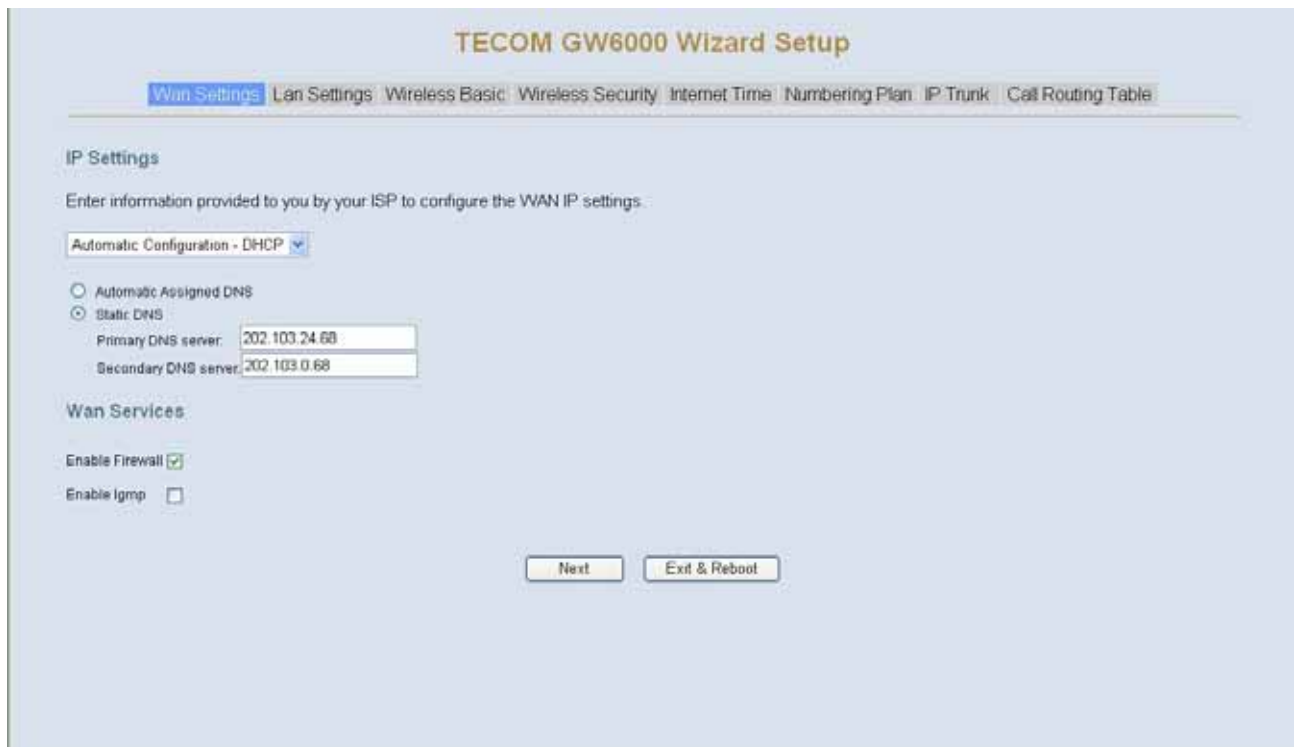 TECOM GW6000 Wizard Setup
Wan Settings Lan Settings Wireless Basic Wireless Security Internet Time Numbering Plan IP Trunk Call Routing Table
IP Settings
Enter information provided to you by your ISP to configure the WAN IP settings.
Automatic Configuration - DHCP
Automatic Assigned DNS
Static DNS
Primary DNS server: 202.103.24.68
Secondary DNS server: 202.103.0.68
Wan Services
Enable Firewall
Enable Igmp
Next Exit & Reboot